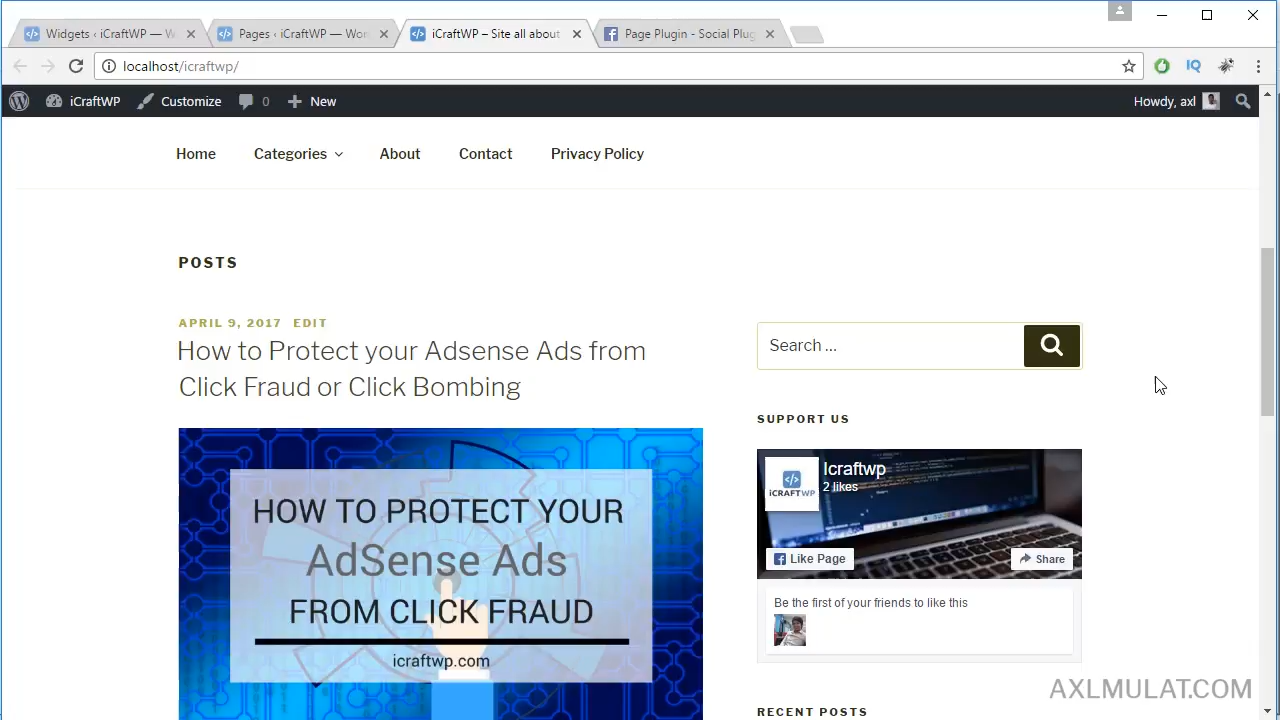 Widgets ‹ iCraftWP — W
Pages ‹ iCraftWP — Wor
iCraftWP – Site all about
Page Plugin - Social Plug
localhost/icraftwp/
IQ
iCraftWP
Customize
0
New
Howdy, axl
Home
Categories
About
Contact
Privacy Policy
POSTS
APRIL 9, 2017 EDIT
How to Protect your Adsense Ads from
Click Fraud or Click Bombing
HOW TO PROTECT YOUR
AdSense Ads
FROM CLICK FRAUD
icraftwp.com
Search ...
SUPPORT US
Icraftwp
2 likes
iCRAFTWP
Like Page
Share
Be the first of your friends to like this
RECENT POSTS
AXLMULAT.COM